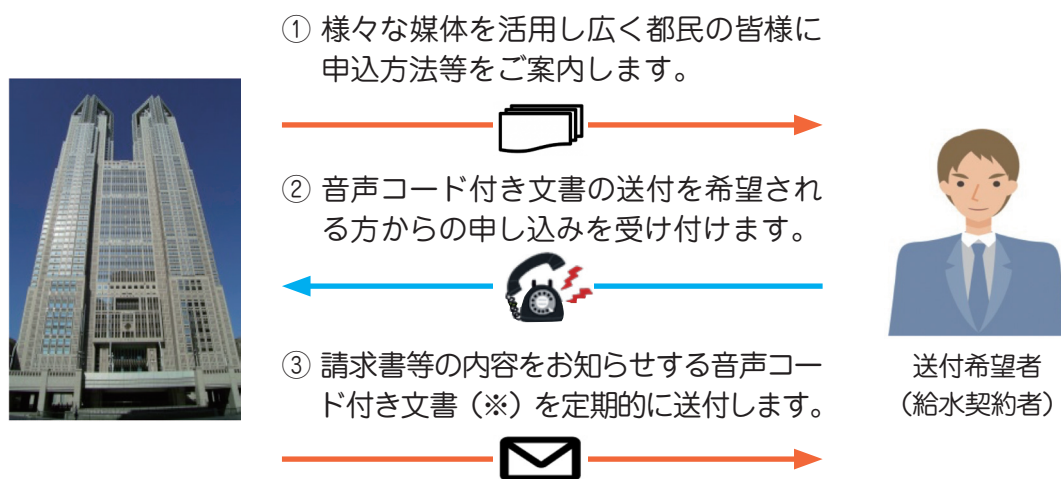 ① 様々な媒体を活用し広く都民の皆様に
申込方法等をご案内します。
② 音声コード付き文書の送付を希望され
る方からの申し込みを受け付けます。
③ 請求書等の内容をお知らせする音声コー
ド付き文書（※）を定期的に送付します。
送付希望者
（給水契約者）